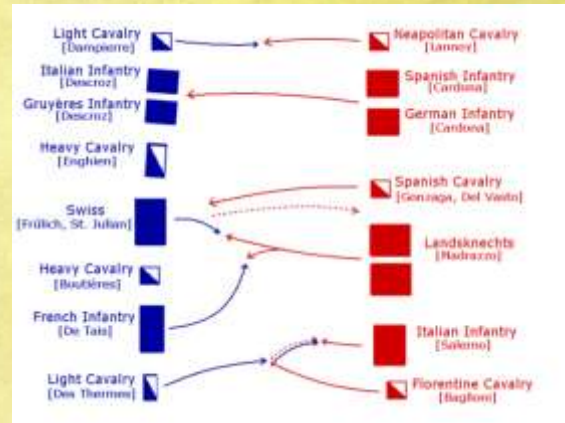 Light Cavalry
[Dampierre]
Italian Infantry
[Descroz]
Gruyères Infantry
[Descroz]
Heavy Cavalry
[Enghien]
Swiss
[Frülich, St. Julian]
Heavy Cavalry
[Boutières]
French Infantry
[De Tais]
Light Cavalry
[Des Thermes]
Neapolitan Cavalry
[Lannoy]
Spanish Infantry
[Cardona]
German Infantry
[Cardona]
Spanish Cavalry
[Gonzaga, Del Vasto]
Landsknechts
[Madrazzo]
Italian Infantry
[Salerno]
Florentine Cavalry
[Baglioni]